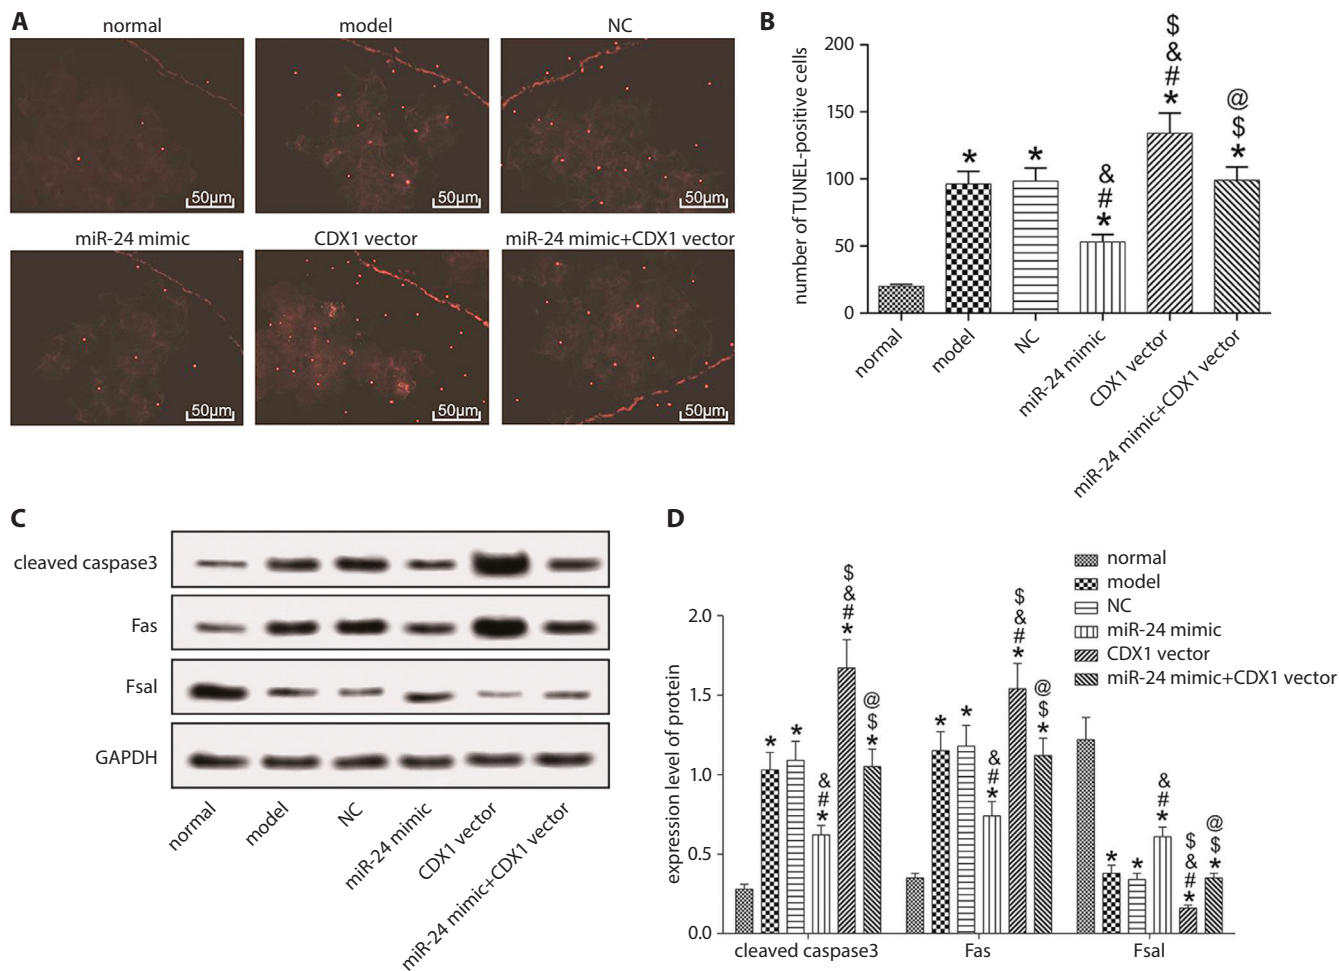 A
normal
model
NC
50μm
50μm
50μm
miR-24 mimic
CDX1 vector
miR-24 mimic+CDX1 vector
50μm
50μm
50μm
B
number of TUNEL-positive cells
200
150
100
50
0
*
*
&
#
*
$
&
#
*
@
$
*
normal
model
NC
miR-24 mimic
CDX1 vector
miR-24 mimic+CDX1 vector
C
cleaved caspase3
Fas
Fsal
GAPDH
normal
model
NC
miR-24 mimic
CDX1 vector
miR-24 mimic+CDX1 vector
D
normal
model
NC
miR-24 mimic
CDX1 vector
miR-24 mimic+CDX1 vector
expression level of protein
2.0
1.5
1.0
0.5
0.0
*
*
&
#
*
$
&
#
*
@
$
*
*
*
&
#
*
$
&
#
*
@
$
*
*
*
&
#
*
$
&
#
*
@
$
*
cleaved caspase3
Fas
Fsal